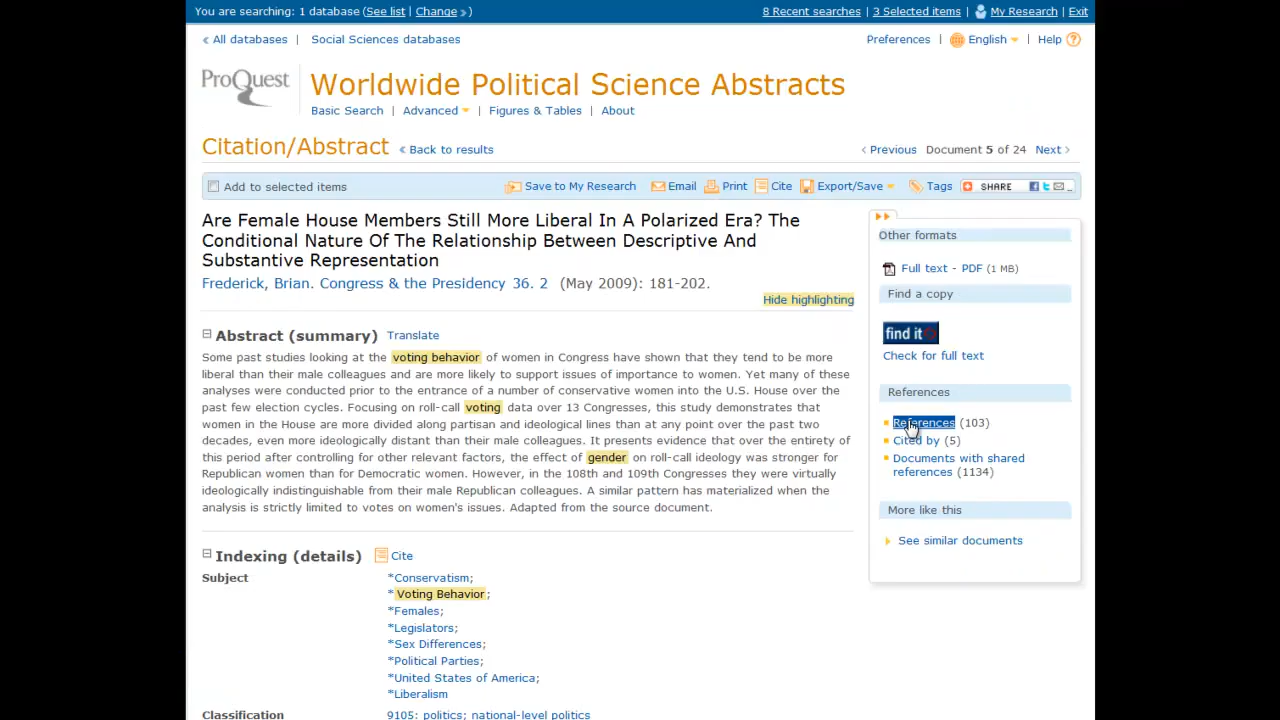 You are searching: 1 database (See list | Change »)
8 Recent searches | 3 Selected items | My Research | Exit
« All databases | Social Sciences databases
Preferences | English | Help ?
ProQuest
Worldwide Political Science Abstracts
Basic Search | Advanced | Figures & Tables | About
Citation/Abstract « Back to results
‹ Previous Document 5 of 24 Next ›
Add to selected items
Save to My Research Email Print Cite Export/Save Tags SHARE
Are Female House Members Still More Liberal In A Polarized Era? The
Conditional Nature Of The Relationship Between Descriptive And
Substantive Representation
Frederick, Brian. Congress & the Presidency 36. 2 (May 2009): 181-202.
Hide highlighting
Abstract (summary) Translate
Some past studies looking at the voting behavior of women in Congress have shown that they tend to be more
liberal than their male colleagues and are more likely to support issues of importance to women. Yet many of these
analyses were conducted prior to the entrance of a number of conservative women into the U.S. House over the
past few election cycles. Focusing on roll-call voting data over 13 Congresses, this study demonstrates that
women in the House are more divided along partisan and ideological lines than at any point over the past two
decades, even more ideologically distant than their male colleagues. It presents evidence that over the entirety of
this period after controlling for other relevant factors, the effect of gender on roll-call ideology was stronger for
Republican women than for Democratic women. However, in the 108th and 109th Congresses they were virtually
ideologically indistinguishable from their male Republican colleagues. A similar pattern has materialized when the
analysis is strictly limited to votes on women's issues. Adapted from the source document.
Indexing (details) Cite
Subject
*Conservatism;
*Voting Behavior;
*Females;
*Legislators;
*Sex Differences;
*Political Parties;
*United States of America;
*Liberalism
Classification
9105: politics; national-level politics
Other formats
Full text - PDF (1 MB)
Find a copy
find it
Check for full text
References
References (103)
Cited by (5)
Documents with shared
references (1134)
More like this
See similar documents